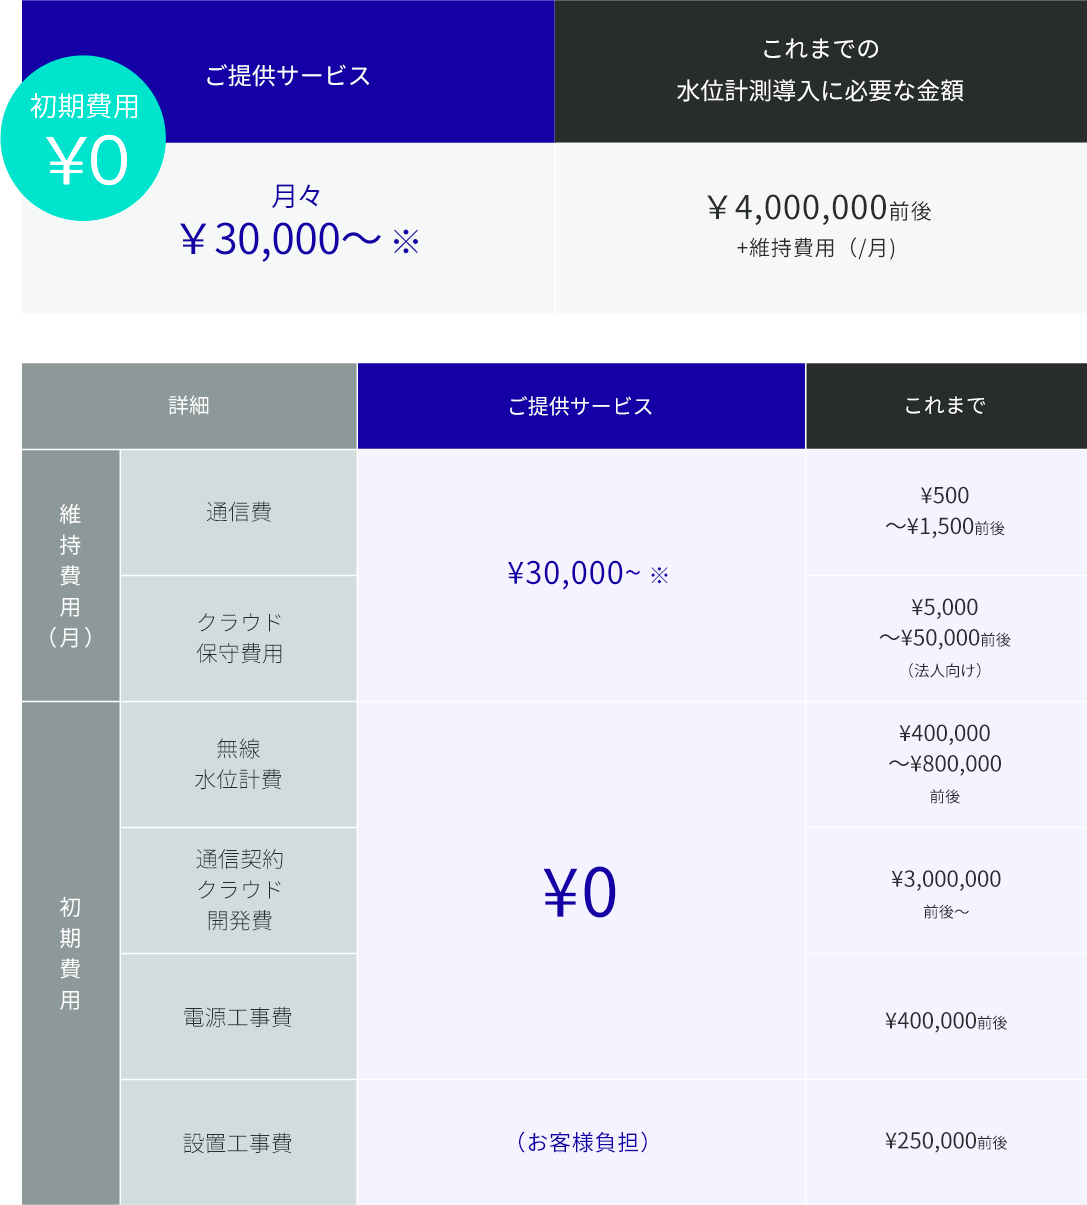 ご提供サービス
これまでの
水位計測導入に必要な金額
初期費用
¥0
月々
￥30,000～ ※
￥4,000,000前後
+維持費用（/月)
詳細
ご提供サービス
これまで
維
持
費
用
（月）
通信費
¥30,000~ ※
¥500
～¥1,500前後
クラウド
保守費用
¥5,000
～¥50,000前後
（法人向け）
初
期
費
用
無線
水位計費
¥0
¥400,000
～¥800,000
前後
通信契約
クラウド
開発費
¥3,000,000
前後～
電源工事費
¥400,000前後
設置工事費
（お客様負担）
¥250,000前後